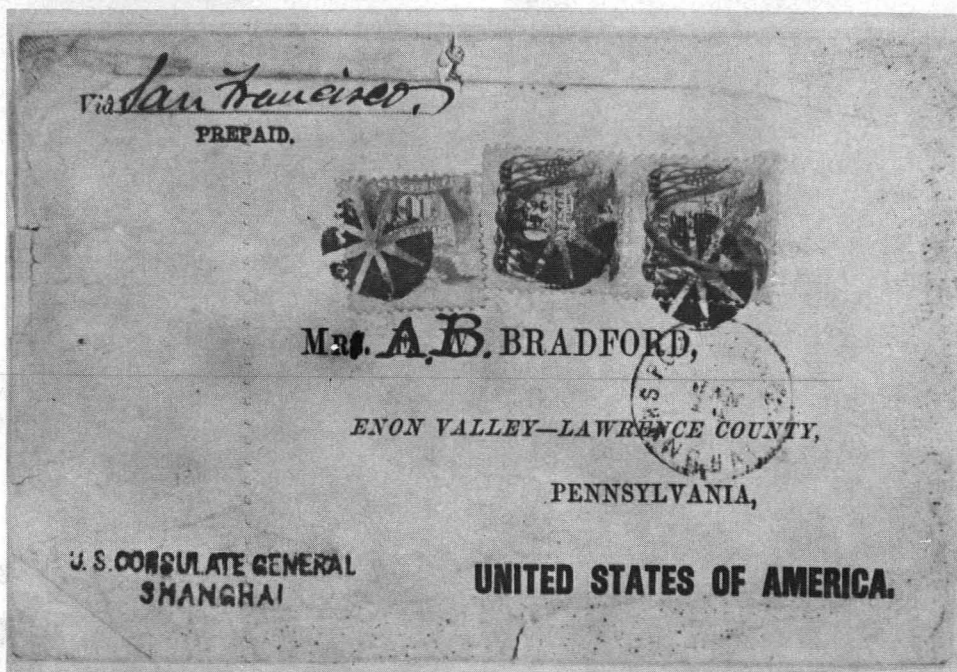 Via San Francisco,
PREPAID.
Mrs. A.B. BRADFORD,
ENON VALLEY—LAWRENCE COUNTY,
PENNSYLVANIA,
U. S. CONSULATE GENERAL
SHANGHAI
UNITED STATES OF AMERICA.